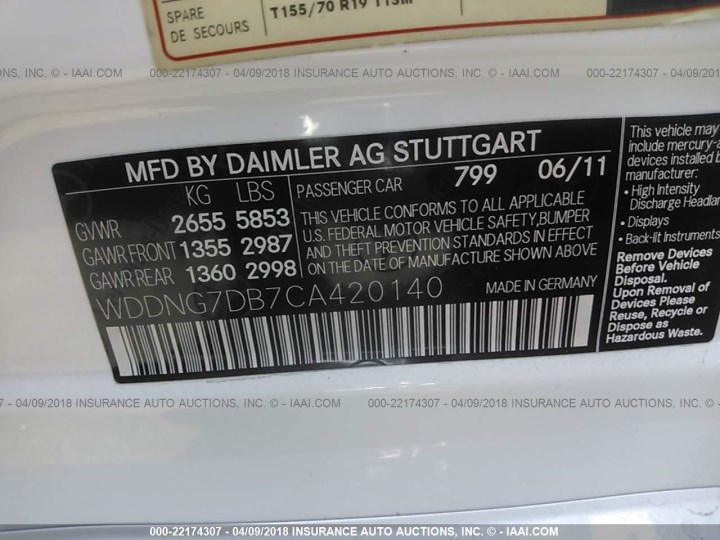 SPARE T155/70 R19 113M
DE SECOURS
INC. - © IAAI.COM 000-22174307 - 04/09/2018 INSURANCE AUTO AUCTIONS, INC. - © IAAI.COM 000-22174307 - 04/09/2018
MFD BY DAIMLER AG STUTTGART
KG LBS PASSENGER CAR 799 06/11
GVWR 2655 5853
GAWR FRONT 1355 2987
GAWR REAR 1360 2998
THIS VEHICLE CONFORMS TO ALL APPLICABLE
U.S. FEDERAL MOTOR VEHICLE SAFETY, BUMPER
AND THEFT PREVENTION STANDARDS IN EFFECT
ON THE DATE OF MANUFACTURE SHOWN ABOVE
WDDNG7DB7CA420140 MADE IN GERMANY
This vehicle may
include mercury-
devices installed
• High Intensity
Discharge
• Displays
• Back-lit Instruments
Remove Devices
Before Vehicle
Disposal.
Upon Removal of
Devices Please
Reuse, Recycle or
Dispose as
Hazardous Waste.
© IAAI.COM 000-22174307 - 04/09/2018 INSURANCE AUTO AUCTIONS, INC. - © IAAI.COM 000-22174307 - 04/09/2018 INSURANCE AUTO AUCTIONS, INC.
000-22174307 - 04/09/2018 INSURANCE AUTO AUCTIONS, INC. - © IAAI.COM